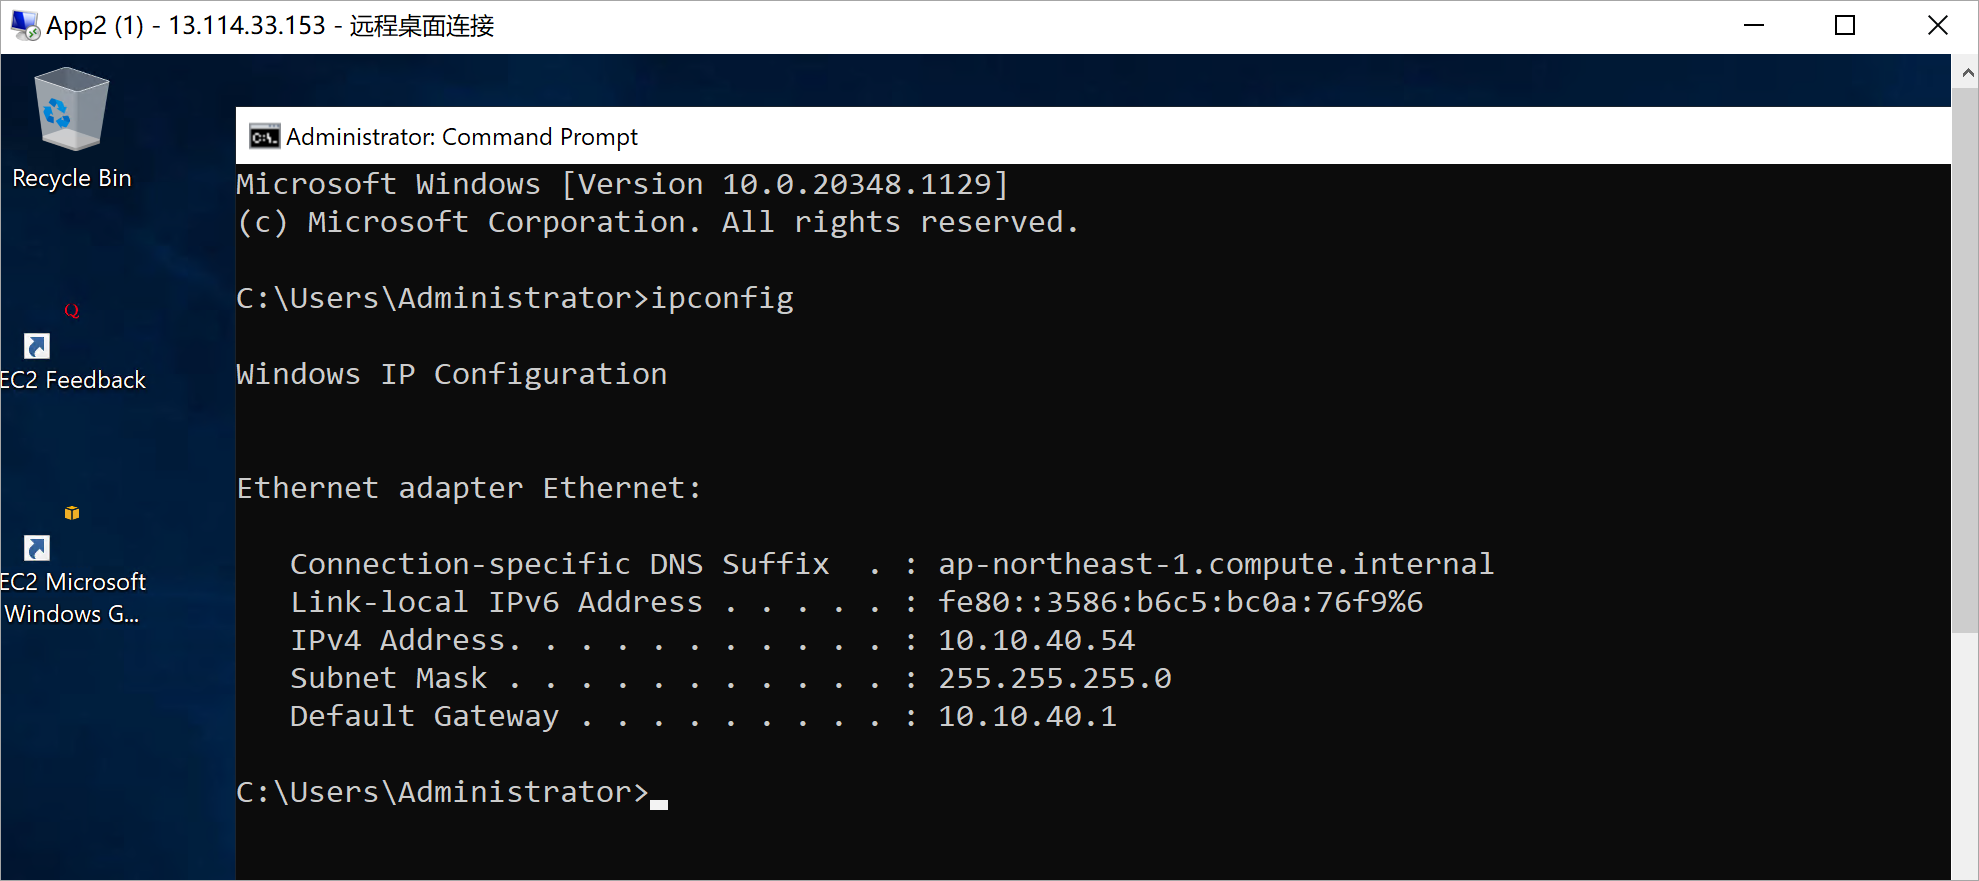 App2 (1) - 13.114.33.153 - 远程桌面连接
Recycle Bin
EC2 Feedback
EC2 Microsoft
Windows G...
Administrator: Command Prompt
Microsoft Windows [Version 10.0.20348.1129]
(c) Microsoft Corporation. All rights reserved.
C:\Users\Administrator>ipconfig
Windows IP Configuration
Ethernet adapter Ethernet:
Connection-specific DNS Suffix  . : ap-northeast-1.compute.internal
Link-local IPv6 Address . . . . . : fe80::3586:b6c5:bc0a:76f9%6
IPv4 Address. . . . . . . . . . . : 10.10.40.54
Subnet Mask . . . . . . . . . . . : 255.255.255.0
Default Gateway . . . . . . . . . : 10.10.40.1
C:\Users\Administrator>